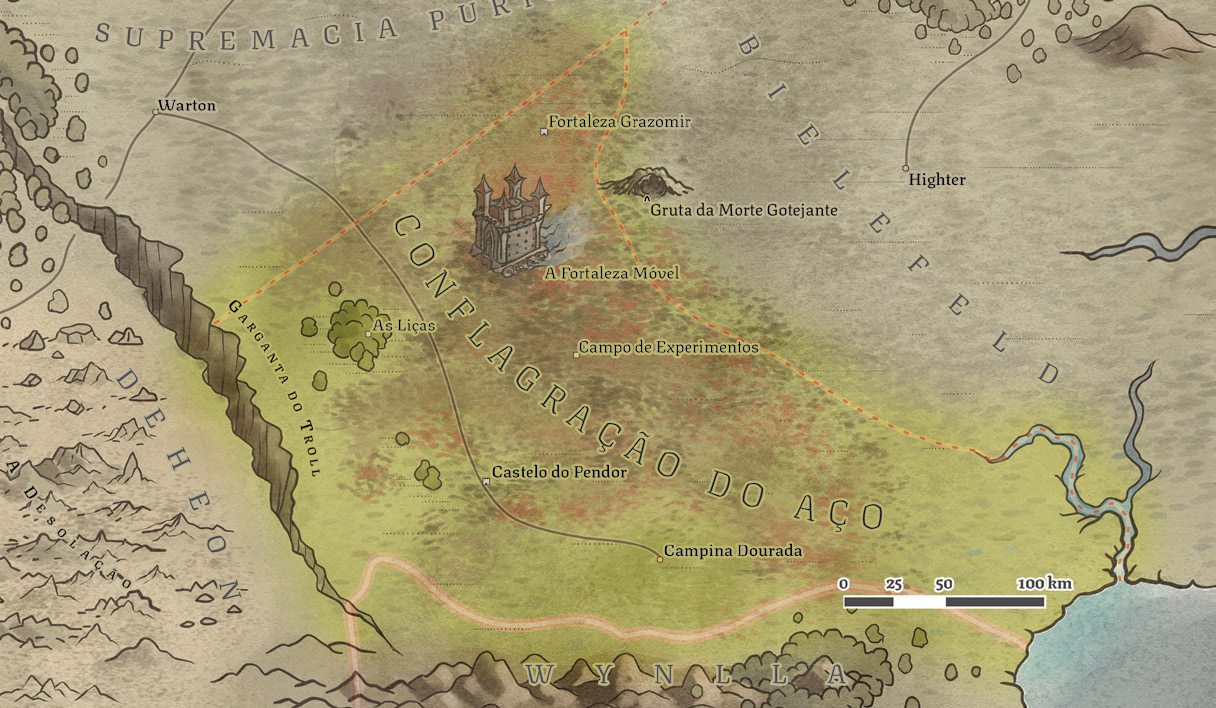 SUPREMACIA PURI
BIELEFELD
Warton
Fortaleza Grazomir
Highter
Gruta da Morte Gotejante
A Fortaleza Móvel
CONFLAGRAÇÃO DO AÇO
GARGANTA DO TROLL
As Liças
Campo de Experimentos
DEHEON
A DESOLAÇÃO
Castelo do Pendor
Campina Dourada
0 25 50 100 km
WYNLLA